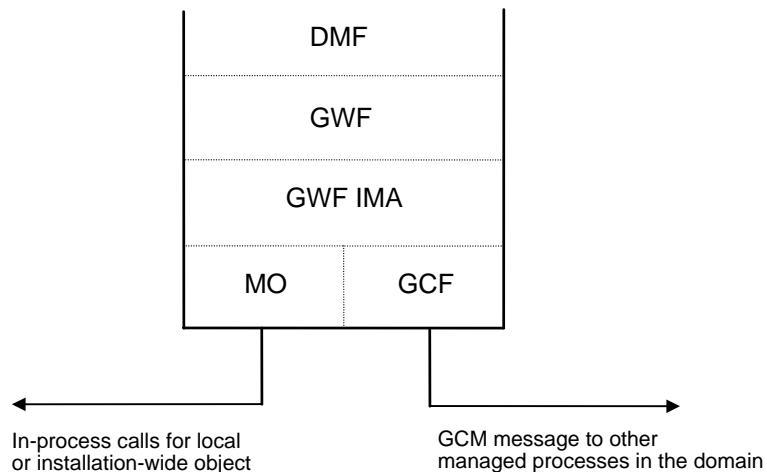 DMF
GWF
GWF IMA
MO GCF
In-process calls for local
or installation-wide object
GCM message to other
managed processes in the domain